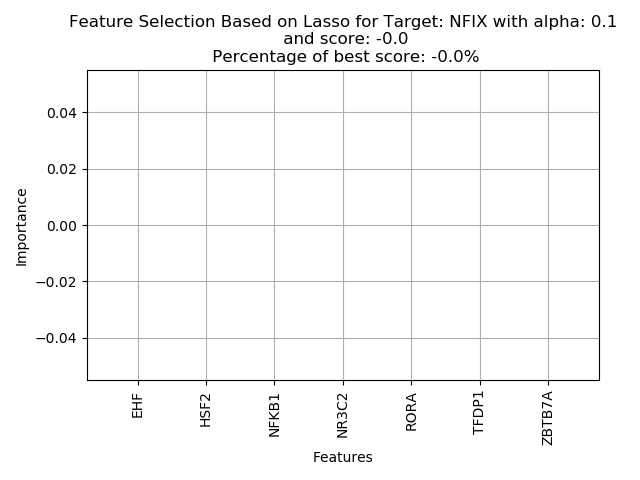 Feature Selection Based on Lasso for Target: NFIX with alpha: 0.1
and score: -0.0
Percentage of best score: -0.0%
0.04
0.02
0.00
−0.02
−0.04
Importance
EHF
HSF2
NFKB1
NR3C2
RORA
TFDP1
ZBTB7A
Features